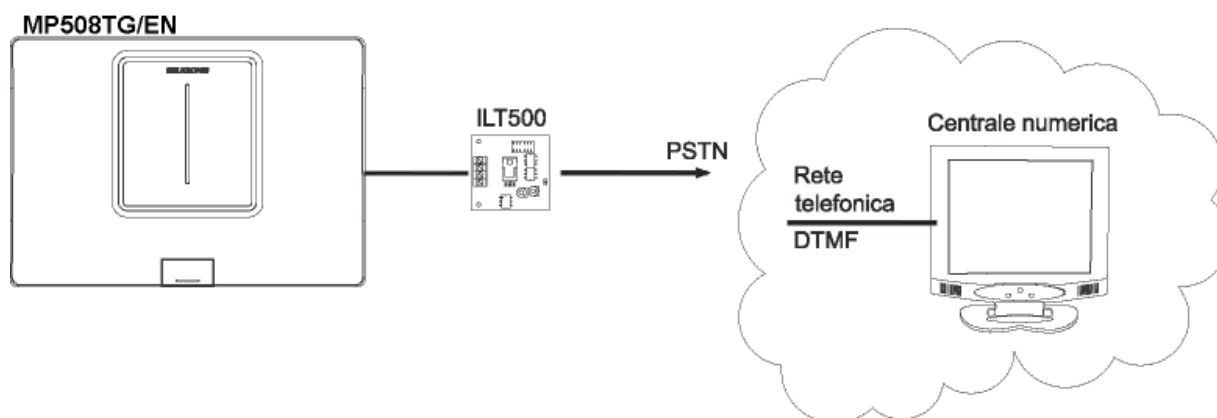 MP508TG/EN
ILT500
PSTN
Centrale numerica
Rete
telefonica
DTMF